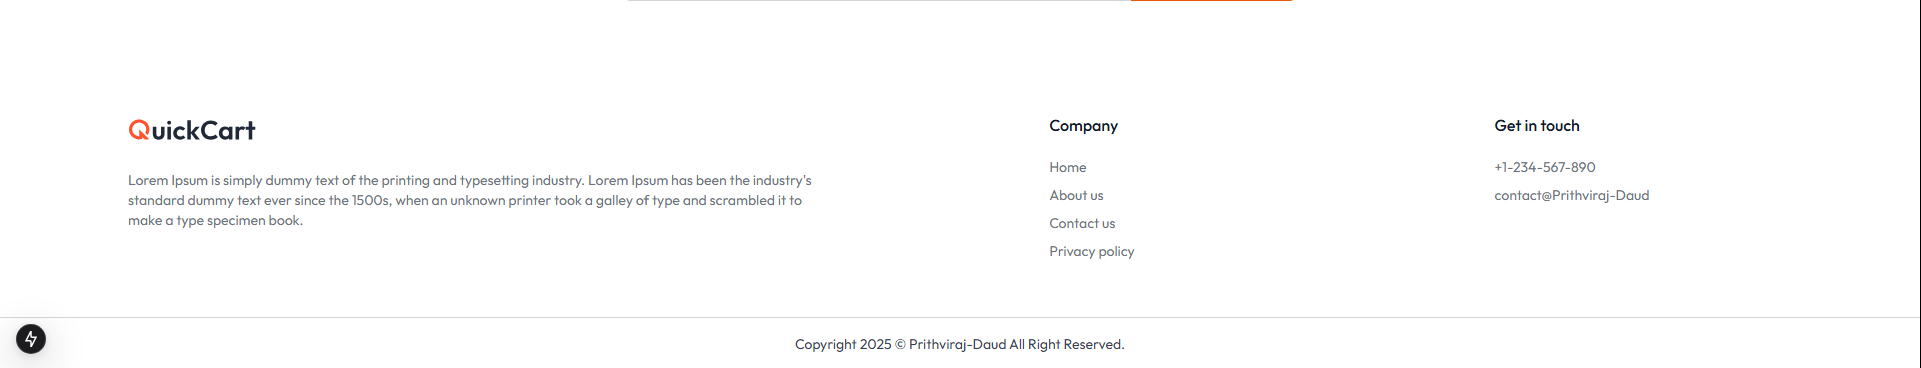 QuickCart
Lorem Ipsum is simply dummy text of the printing and typesetting industry. Lorem Ipsum has been the industry's
standard dummy text ever since the 1500s, when an unknown printer took a galley of type and scrambled it to
make a type specimen book.
Company
Home
About us
Contact us
Privacy policy
Get in touch
+1-234-567-890
contact@Prithviraj-Daud
Copyright 2025 © Prithviraj-Daud All Right Reserved.